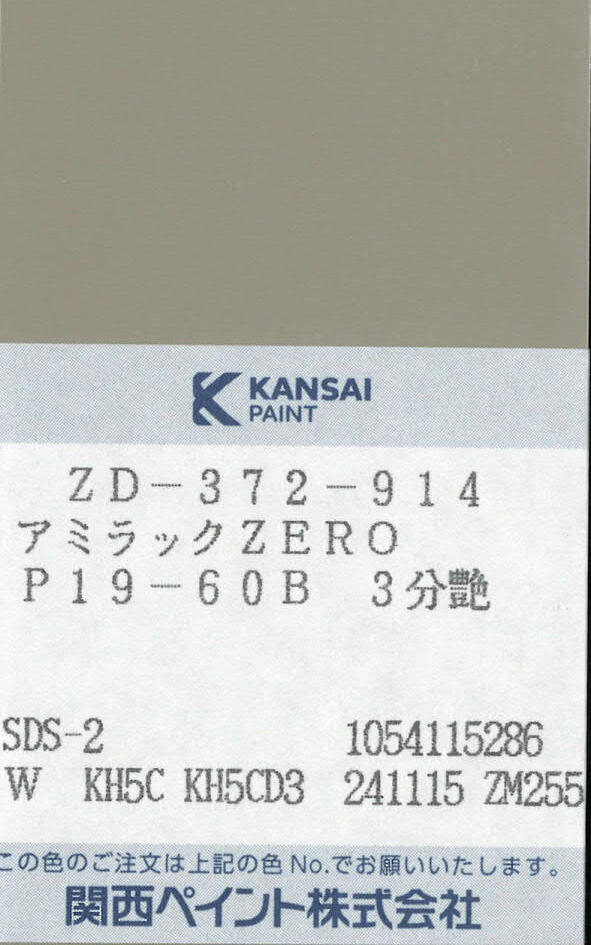 KANSAI
PAINT
ZD-372-914
アミラックZERO
P19-60B 3分艶
SDS-2 1054115286
W KH5C KH5CD3 241115 ZM255
この色のご注文は上記の色No.でお願いいたします。
関西ペイント株式会社